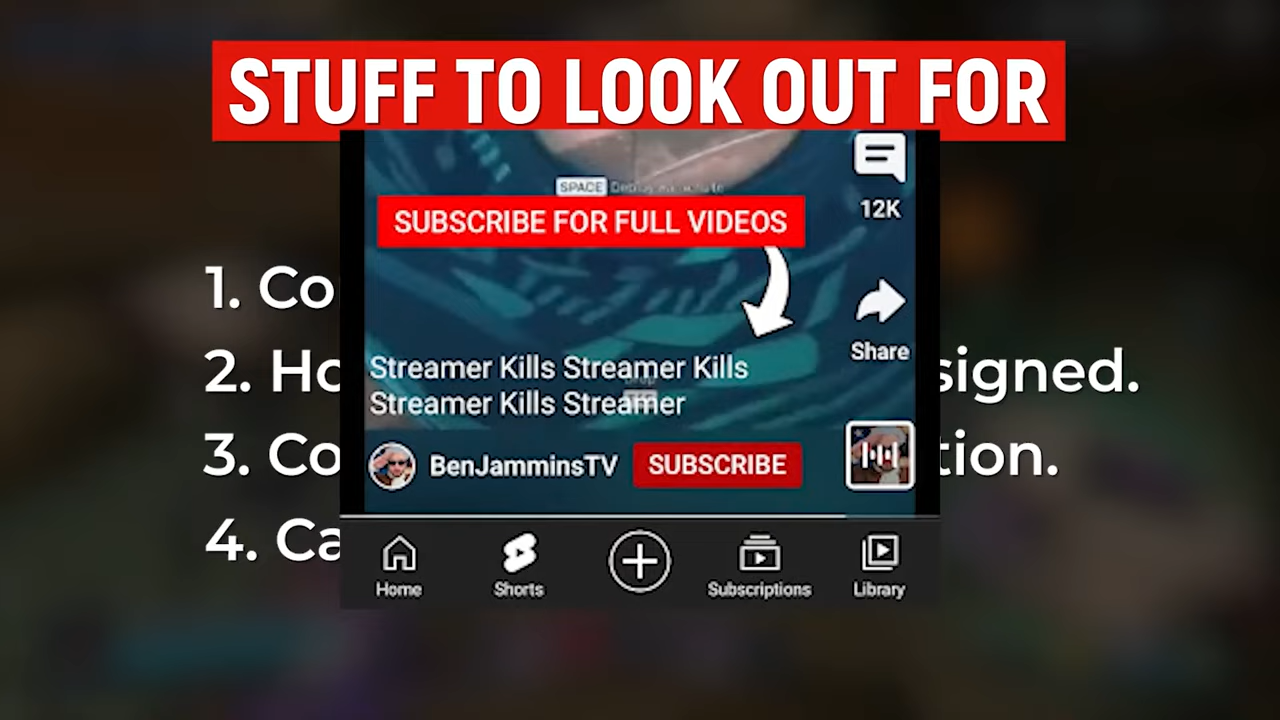 STUFF TO LOOK OUT FOR
12K
SPACE
SUBSCRIBE FOR FULL VIDEOS
1. Co
Share
Streamer Kills Streamer Kills
2. Ho signed.
Streamer Kills Streamer
3. Co tion.
BenJamminsTV SUBSCRIBE
4. Ca
Home Shorts Subscriptions Library